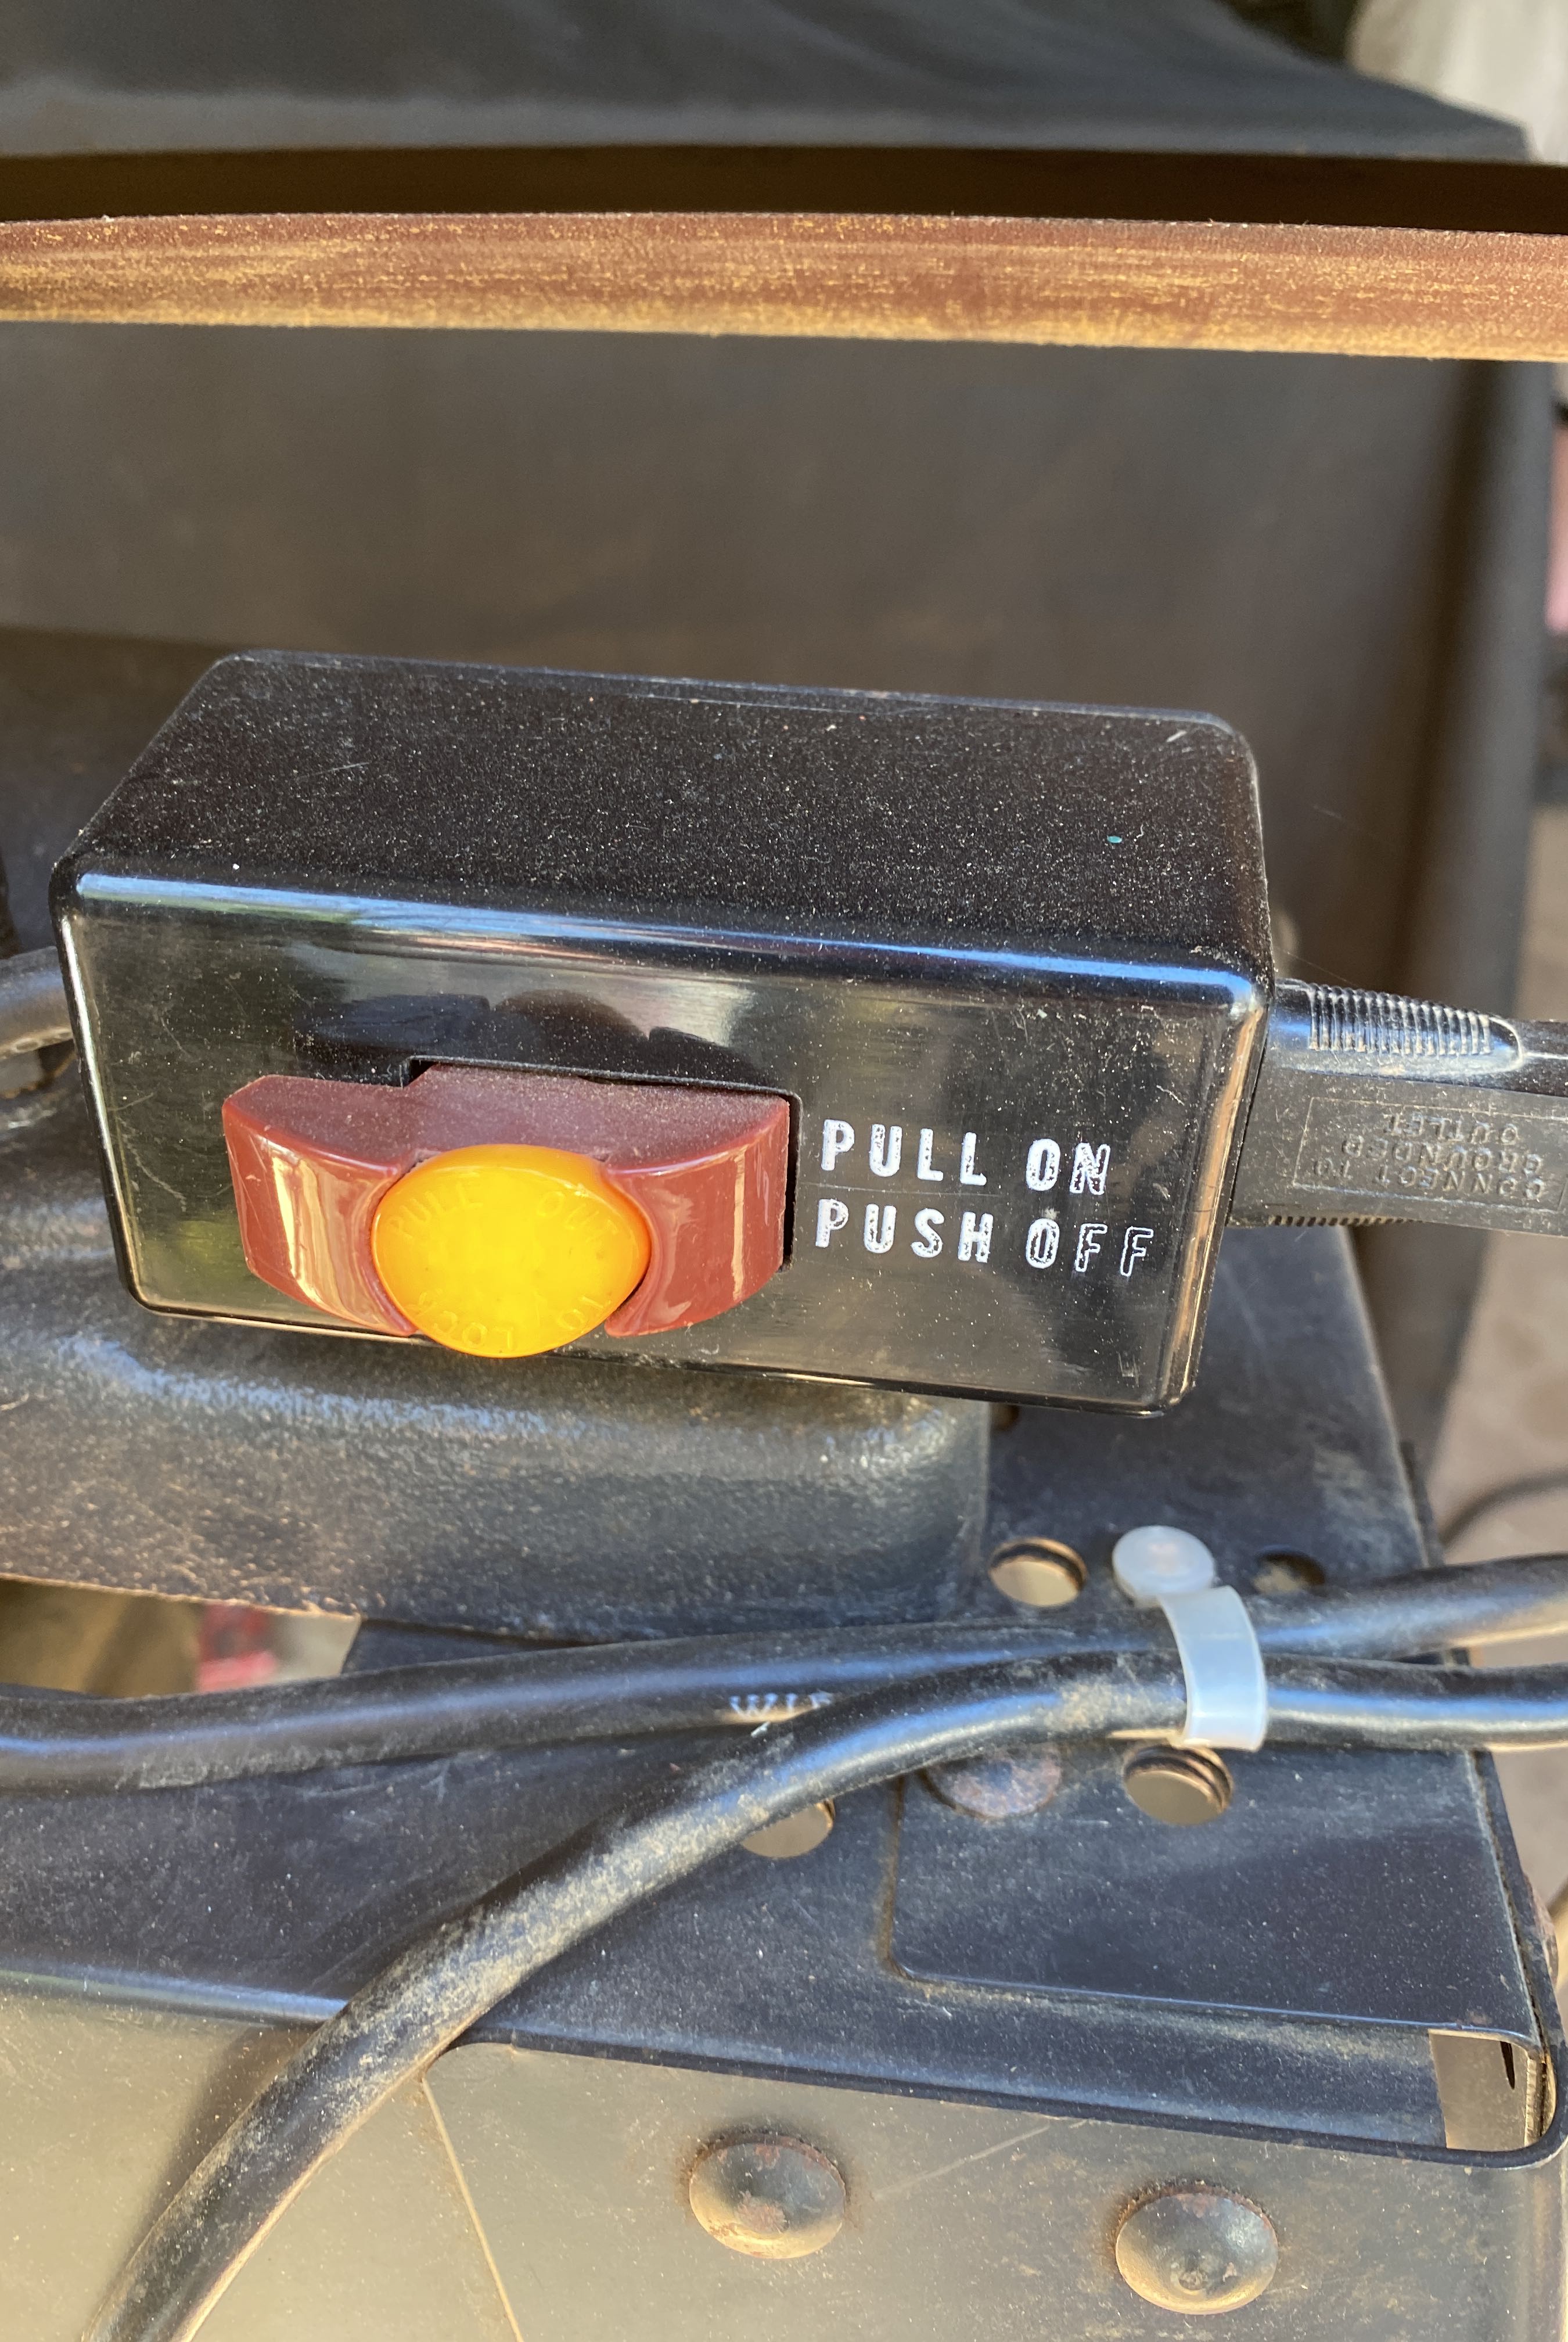 PULL ON
PUSH OFF
PULL OUT
TO LOCK
CONNECT TO
GROUNDED
OUTLET